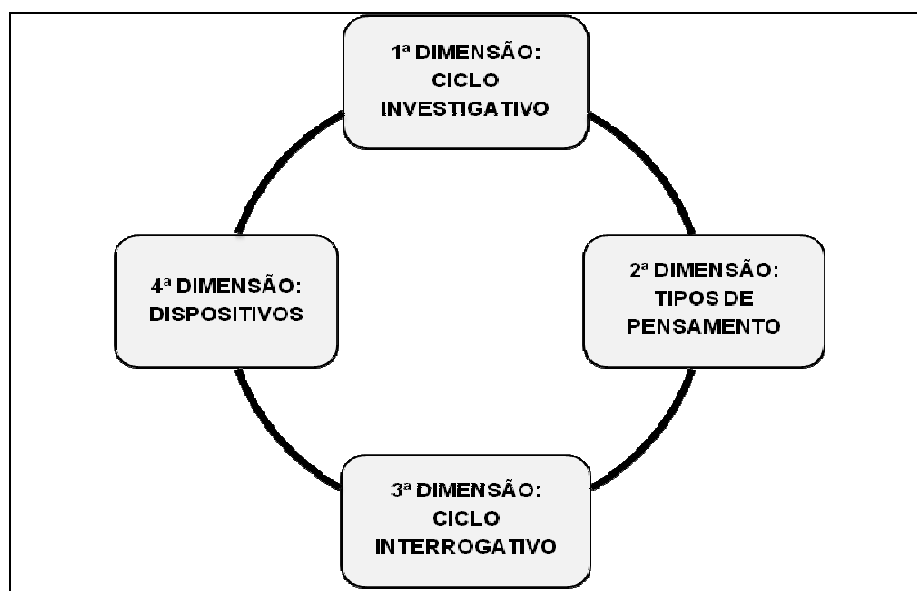 1ª DIMENSÃO:
CICLO
INVESTIGATIVO
2ª DIMENSÃO:
TIPOS DE
PENSAMENTO
3ª DIMENSÃO:
CICLO
INTERROGATIVO
4ª DIMENSÃO:
DISPOSITIVOS